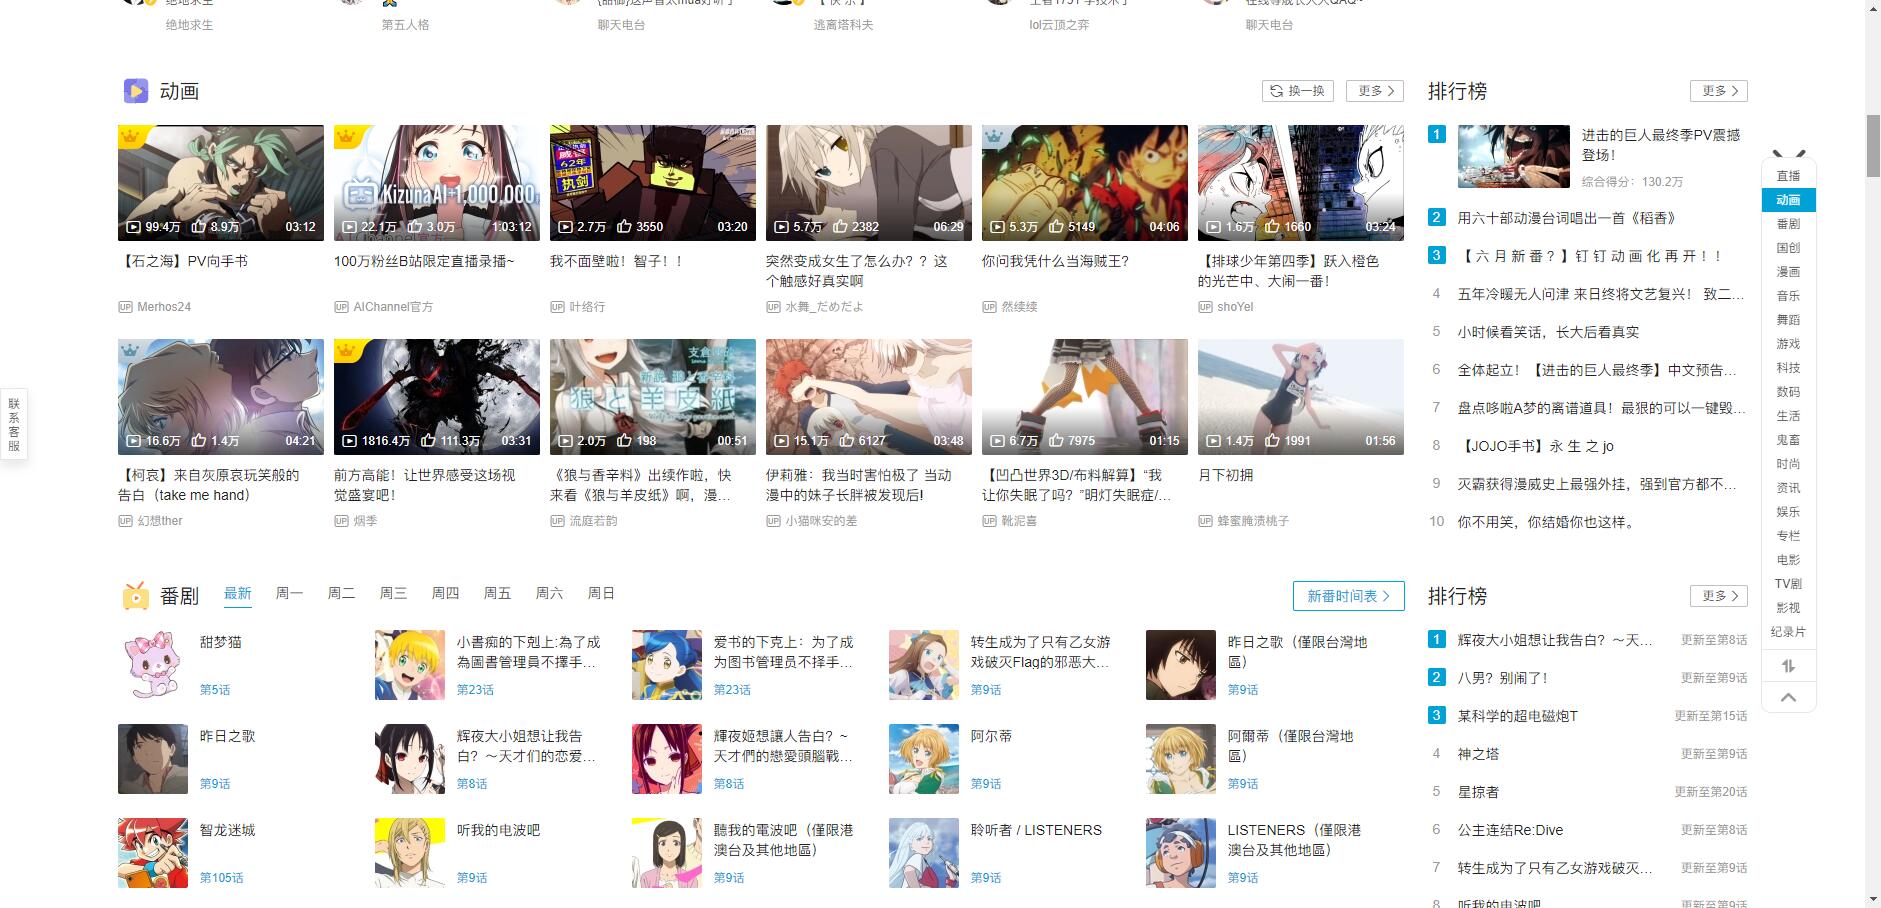 绝地求生
第五人格
聊天电台
逃离塔科夫
lol云顶之弈
聊天电台
动画
换一换
更多
99.4万 8.9万 03:12
【石之海】PV向手书
UP Merhos24
KizunaAI+1,000,000
22.1万 3.0万 1:03:12
100万粉丝B站限定直播录播~
UP AIChannel官方
威震
62年
执剑
2.7万 3550 03:20
我不面壁啦！智子！！
UP 叶络行
5.7万 2382 06:29
突然变成女生了怎么办？？这
个触感好真实啊
UP 水舞_だめだよ
5.3万 5149 04:06
你问我凭什么当海贼王?
UP 然续续
1.6万 1660 03:24
【排球少年第四季】跃入橙色
的光芒中、大闹一番！
UP shoYel
16.6万 1.4万 04:21
【柯哀】来自灰原哀玩笑般的
告白（take me hand）
UP 幻想ther
1816.4万 111.3万 03:31
前方高能！让世界感受这场视
觉盛宴吧！
UP 烟季
狼と羊皮紙
2.0万 198 00:51
《狼与香辛料》出续作啦，快
来看《狼与羊皮纸》啊，漫...
UP 流庭若韵
15.1万 6127 03:48
伊莉雅：我当时害怕极了 当动
漫中的妹子长胖被发现后!
UP 小猫咪安的差
6.7万 7975 01:15
【凹凸世界3D/布料解算】“我
让你失眠了吗？”明灯失眠症/...
UP 靴泥喜
1.4万 1991 01:56
月下初拥
UP 蜂蜜腌渍桃子
排行榜
更多
1 进击的巨人最终季PV震撼
登场！
综合得分：130.2万
2 用六十部动漫台词唱出一首《稻香》
3 【 六 月 新 番 ? 】钉 钉 动 画 化 再 开 ！！
4 五年冷暖无人问津 来日终将文艺复兴！ 致二...
5 小时候看笑话，长大后看真实
6 全体起立！【进击的巨人最终季】中文预告...
7 盘点哆啦A梦的离谱道具！最狠的可以一键毁...
8 【JOJO手书】永 生 之 jo
9 灭霸获得漫威史上最强外挂，强到官方都不...
10 你不用笑，你结婚你也这样。
番剧
最新 周一 周二 周三 周四 周五 周六 周日
新番时间表
甜梦猫
第5话
小書痴的下剋上:為了成
為圖書管理員不擇手...
第23话
爱书的下克上：为了成
为图书管理员不择手...
第23话
转生成为了只有乙女游
戏破灭Flag的邪恶大...
第9话
昨日之歌（僅限台灣地
區）
第9话
昨日之歌
第9话
辉夜大小姐想让我告
白？～天才们的恋爱...
第8话
輝夜姬想讓人告白？~
天才們的戀愛頭腦戰...
第8话
阿尔蒂
第9话
阿爾蒂（僅限台灣地
區）
第9话
智龙迷城
第105话
听我的电波吧
第9话
聽我的電波吧（僅限港
澳台及其他地區）
第9话
聆听者 / LISTENERS
第9话
LISTENERS（僅限港
澳台及其他地區）
第9话
排行榜
更多
1 辉夜大小姐想让我告白？～天... 更新至第8话
2 八男？别闹了！ 更新至第9话
3 某科学的超电磁炮T 更新至第15话
4 神之塔 更新至第9话
5 星掠者 更新至第20话
6 公主连结Re:Dive 更新至第8话
7 转生成为了只有乙女游戏破灭... 更新至第9话
8 听我的电波吧 更新至第9话
联
系
客
服
直播
动画
番剧
国创
漫画
音乐
舞蹈
游戏
科技
数码
生活
鬼畜
时尚
资讯
娱乐
专栏
电影
TV剧
影视
纪录片